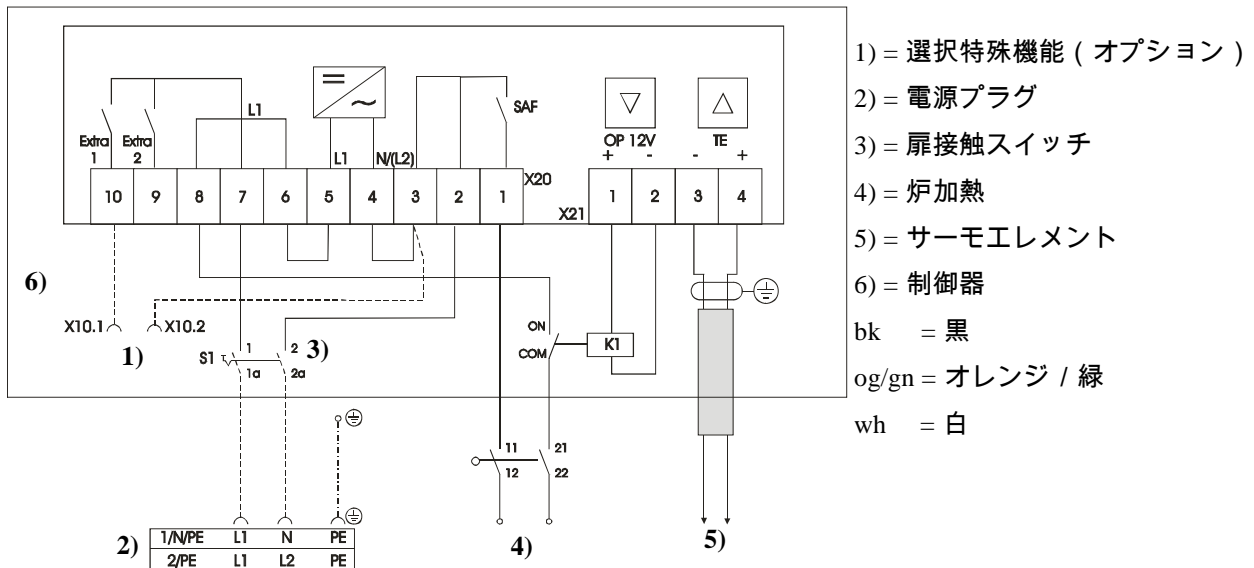 L1
SAF
Extra 1
Extra 2
L1
N/(L2)
OP 12V
+ -
TE
- +
X20
10 9 8 7 6 5 4 3 2 1
X21
1 2 3 4
6)
X10.1
X10.2
1)
S1
1
2
3)
1a
2a
ON
COM
K1
11
21
12
22
2)
1/N/PE L1 N PE
2/PE L1 L2 PE
4)
5)
1) = 選択特殊機能 ( オプション )
2) = 電源プラグ
3) = 扉接触スイッチ
4) = 炉加熱
5) = サーモエレメント
6) = 制御器
bk = 黒
og/gn = オレンジ / 緑
wh = 白